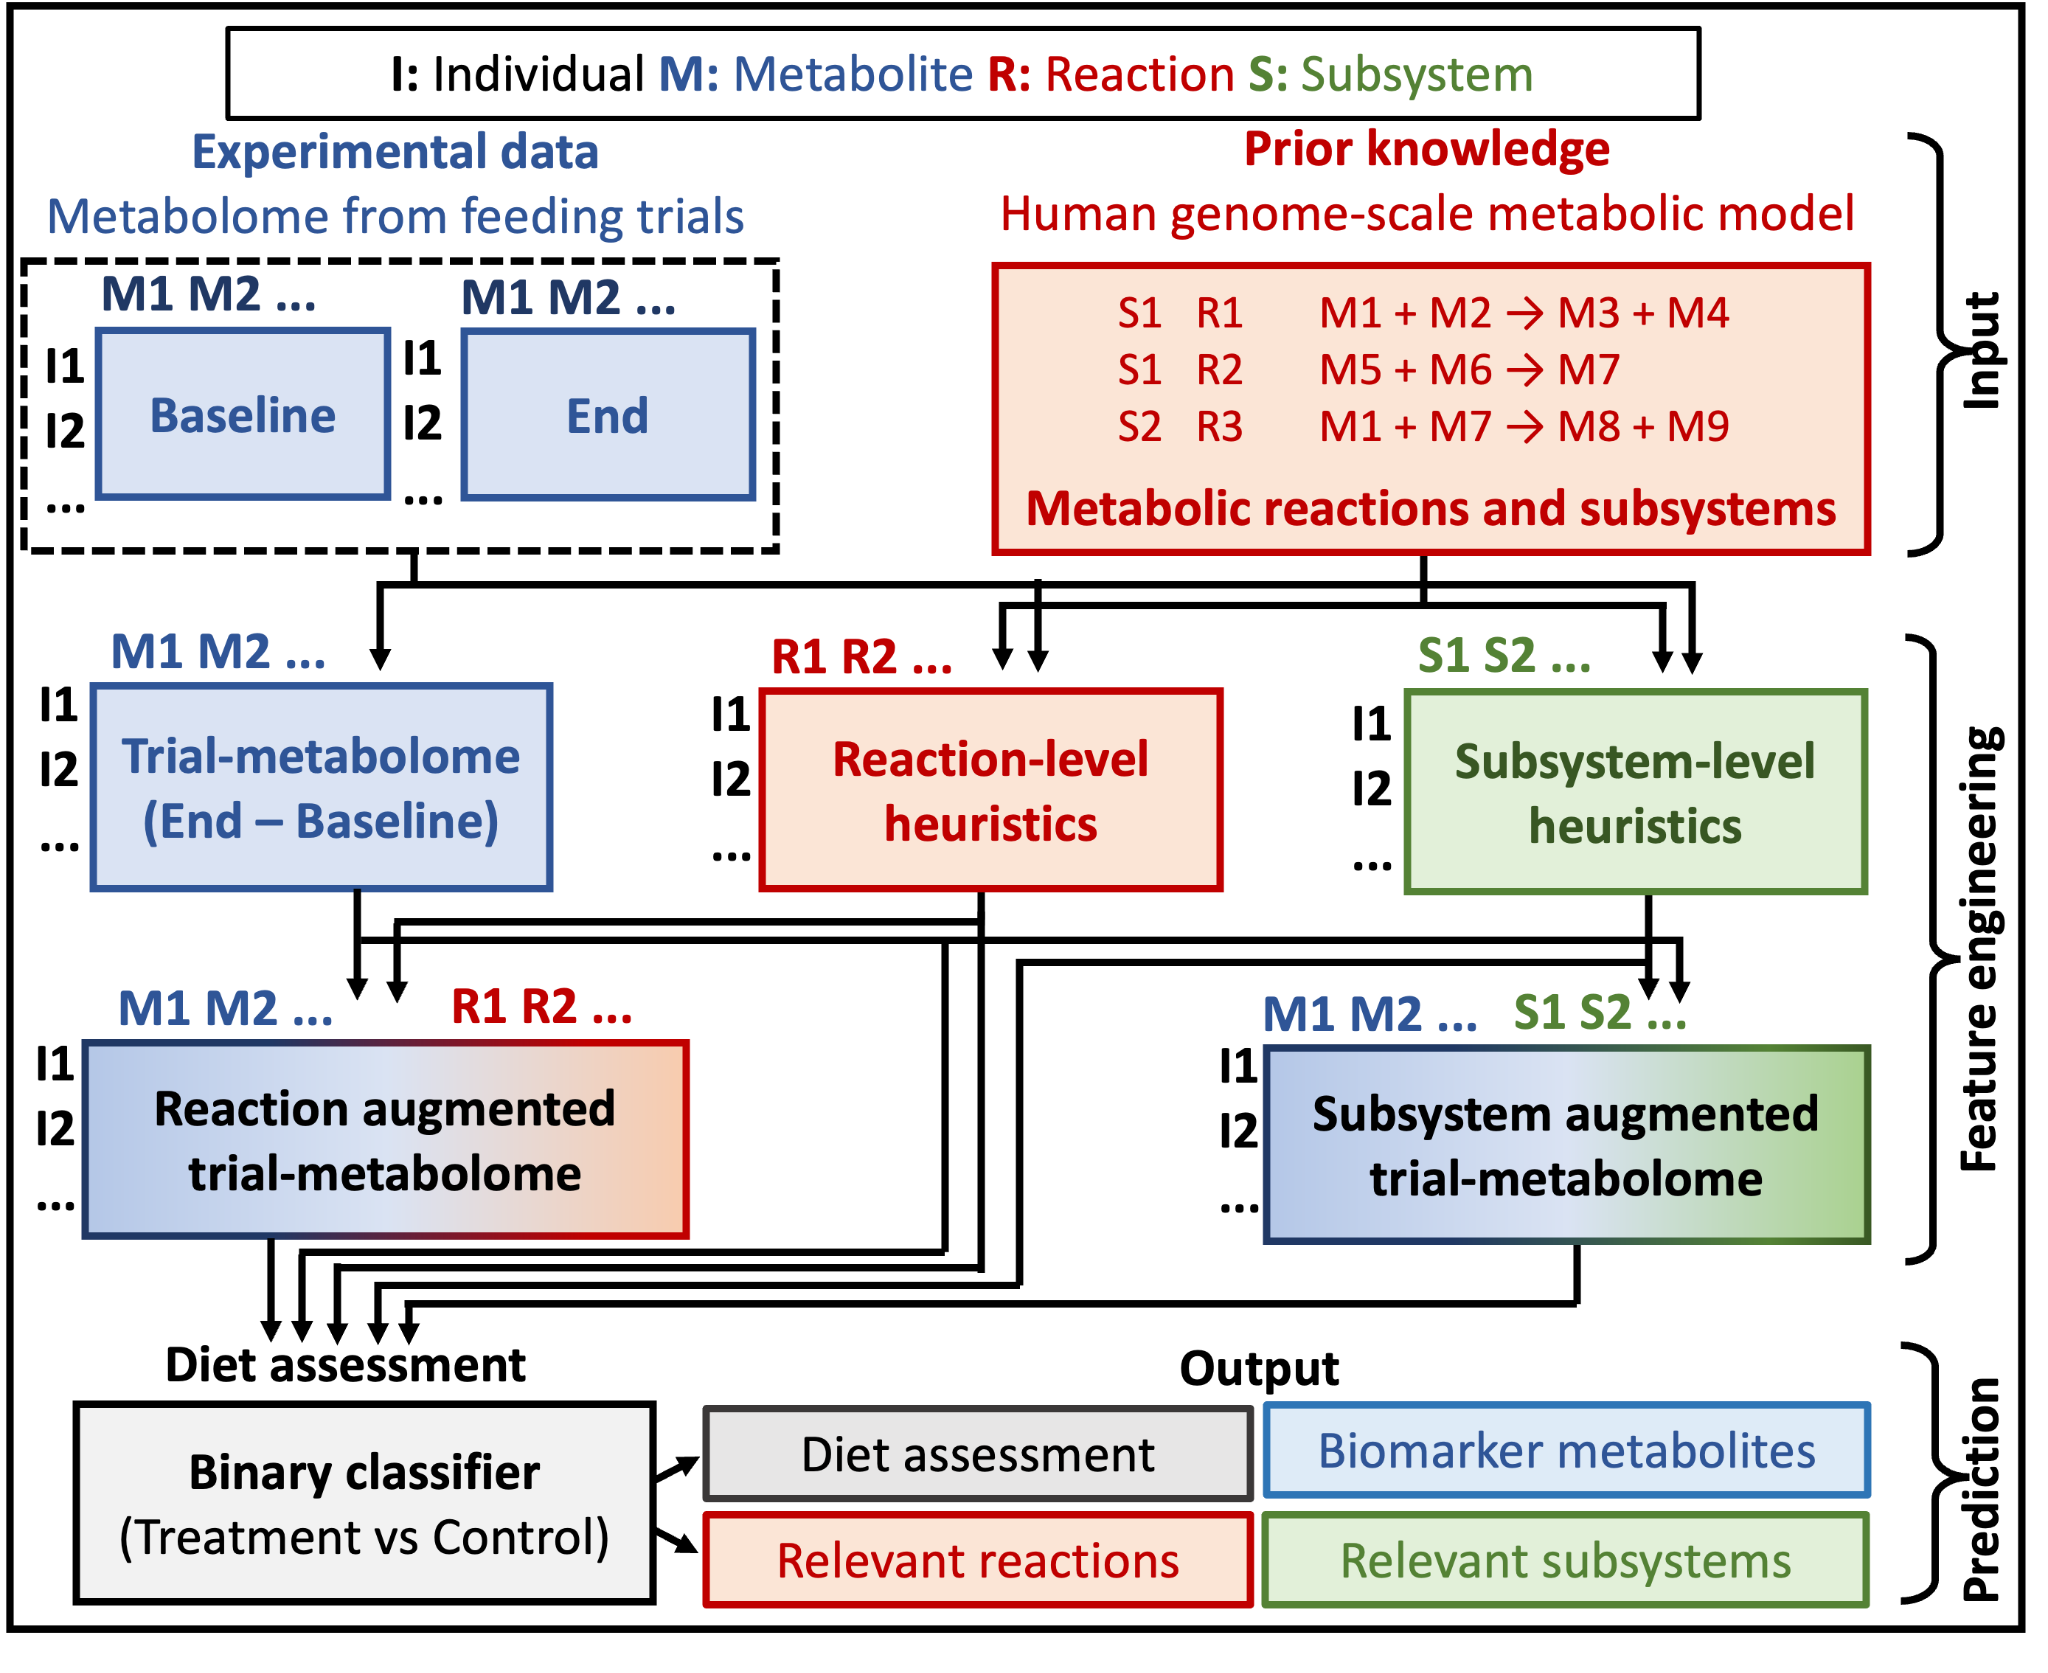 I: Individual M: Metabolite R: Reaction S: Subsystem
Experimental data
Metabolome from feeding trials
M1 M2 ...
I1
I2
...
Baseline
M1 M2 ...
I1
I2
...
End
Prior knowledge
Human genome-scale metabolic model
S1 R1 M1 + M2 → M3 + M4
S1 R2 M5 + M6 → M7
S2 R3 M1 + M7 → M8 + M9
Metabolic reactions and subsystems
Input
M1 M2 ...
I1
I2
...
Trial-metabolome
(End – Baseline)
R1 R2 ...
I1
I2
...
Reaction-level
heuristics
S1 S2 ...
I1
I2
...
Subsystem-level
heuristics
Feature engineering
M1 M2 ... R1 R2 ...
I1
I2
...
Reaction augmented
trial-metabolome
M1 M2 ... S1 S2 ...
I1
I2
...
Subsystem augmented
trial-metabolome
Diet assessment
Binary classifier
(Treatment vs Control)
Output
Diet assessment
Biomarker metabolites
Relevant reactions
Relevant subsystems
Prediction